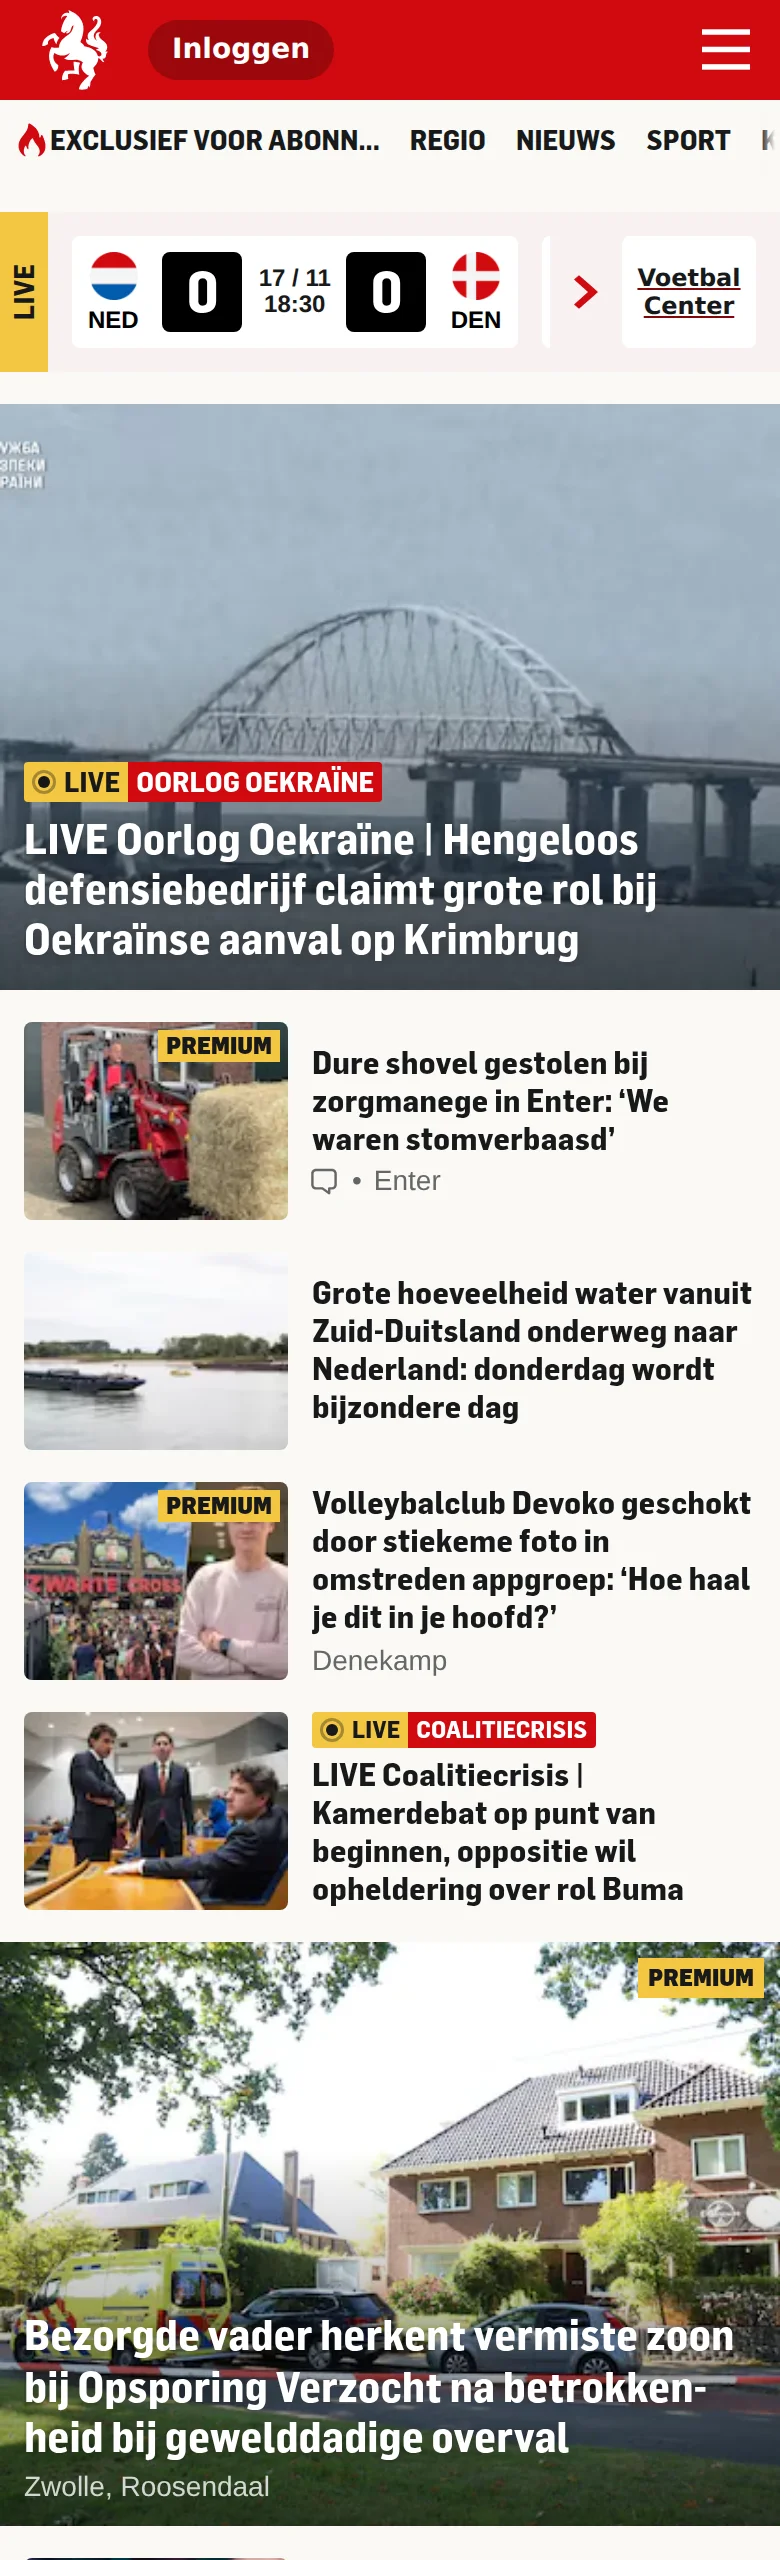 Inloggen
EXCLUSIEF VOOR ABONN... REGIO NIEUWS SPORT
LIVE
NED
0
17 / 11
18:30
0
DEN
Voetbal
Center
УЖБА
ЗПЕКИ
РАЇНИ
LIVE OORLOG OEKRAÏNE
LIVE Oorlog Oekraïne | Hengeloos
defensiebedrijf claimt grote rol bij
Oekraïnse aanval op Krimbrug
PREMIUM
Dure shovel gestolen bij
zorgmanege in Enter: ‘We
waren stomverbaasd’
• Enter
Grote hoeveelheid water vanuit
Zuid-Duitsland onderweg naar
Nederland: donderdag wordt
bijzondere dag
PREMIUM
ZWARTE CROSS
Volleybalclub Devoko geschokt
door stiekeme foto in
omstreden appgroep: ‘Hoe haal
je dit in je hoofd?’
Denekamp
LIVE COALITIECRISIS
LIVE Coalitiecrisis |
Kamerdebat op punt van
beginnen, oppositie wil
opheldering over rol Buma
PREMIUM
Bezorgde vader herkent vermiste zoon
bij Opsporing Verzocht na betrokken-
heid bij gewelddadige overval
Zwolle, Roosendaal